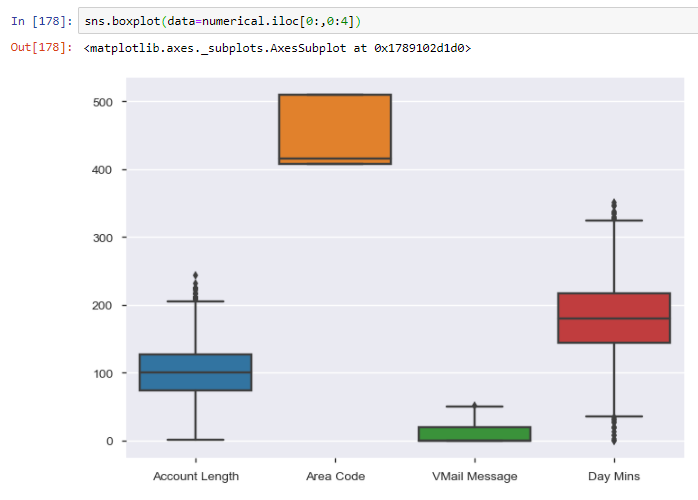 In [178]: sns.boxplot(data=numerical.iloc[0:,0:4])
Out[178]: <matplotlib.axes._subplots.AxesSubplot at 0x1789102d1d0>
500
400
300
200
100
0
Account Length Area Code VMail Message Day Mins